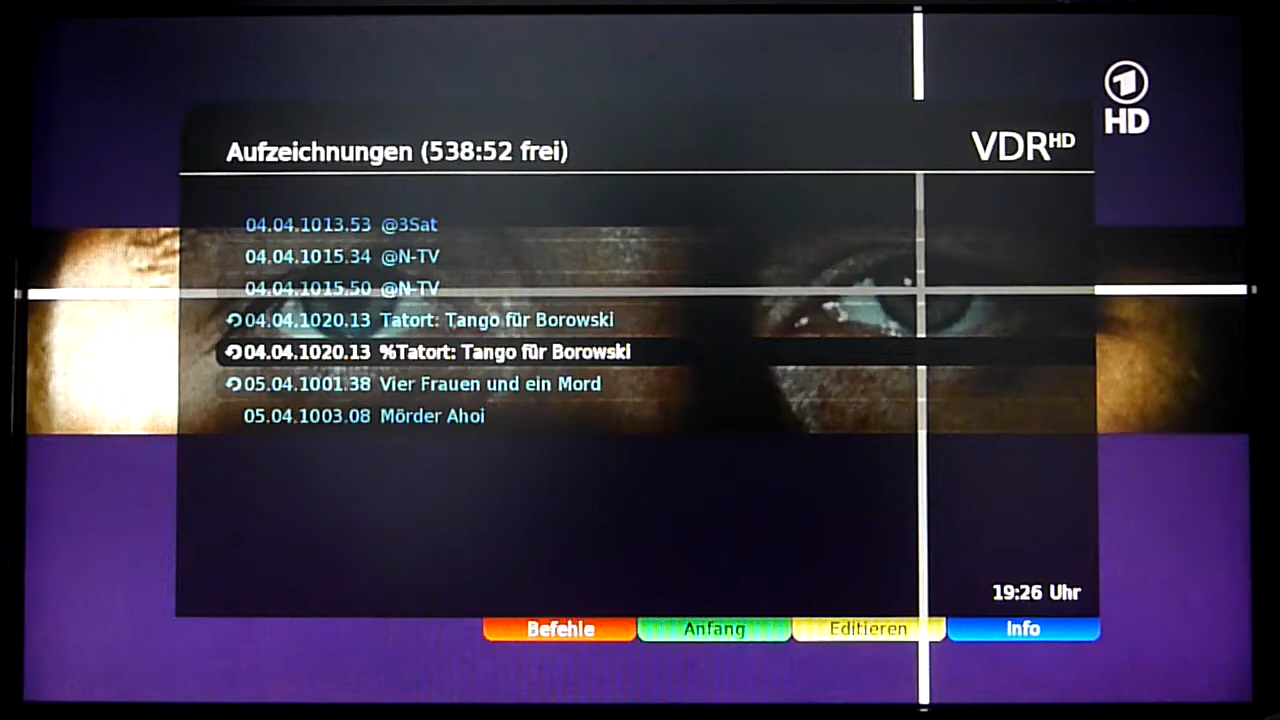 1
HD
Aufzeichnungen (538:52 frei)
VDRHD
04.04.1013.53 @3Sat
04.04.1015.34 @N-TV
04.04.1015.50 @N-TV
04.04.1020.13 Tatort: Tango für Borowski
04.04.1020.13 %Tatort: Tango für Borowski
05.04.1001.38 Vier Frauen und ein Mord
05.04.1003.08 Mörder Ahoi
19:26 Uhr
Befehle Anfang Editieren Info